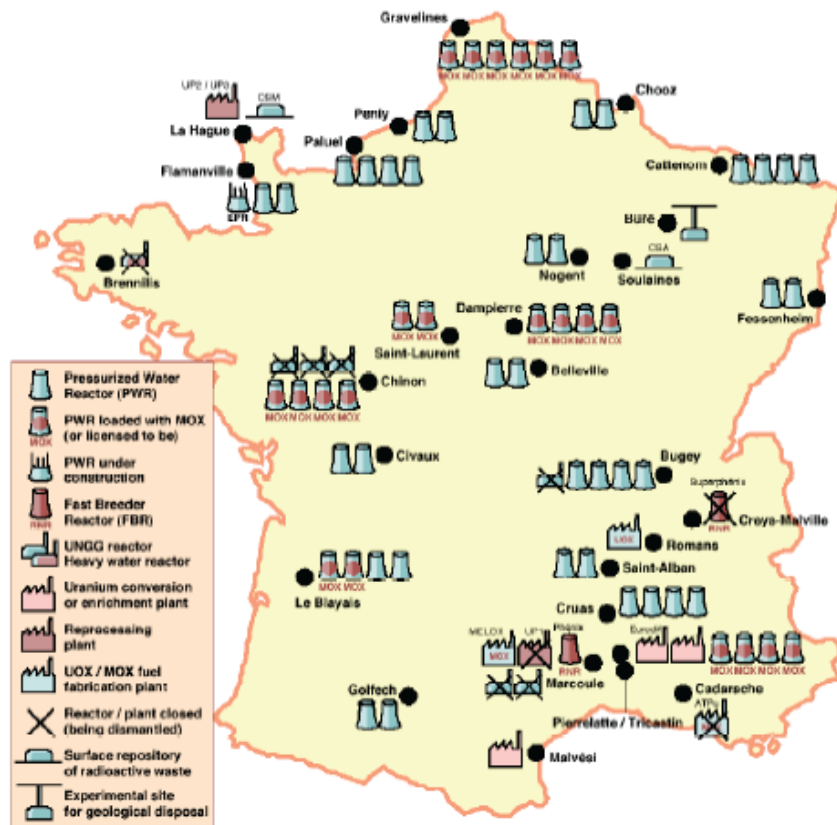 Gravelines
MOX MOX MOX MOX MOX MOX
UP2 / UP3
CSM
Chooz
La Hague
Penly
Paluel
Flamanville
EPR
Cattenom
Bure
CSA
Nogent
Soulaines
Brennilis
Dampierre
Fessenheim
MOX MOX
MOX MOX MOX MOX
Saint-Laurent
Belleville
Chinon
MOX MOX MOX MOX
Civaux
Bugey
Superphénix
RNR
Creys-Malville
UOX
Romans
Saint-Alban
MOX MOX
Le Blayais
Cruas
MELOX
UP1
Phénix
Eurodif
MOX
RNR
MOX MOX MOX MOX
Marcoule
Golfech
Cadarache
ATPu
Pierrelatte / Tricastin
Malvési
Pressurized Water
Reactor (PWR)
PWR loaded with MOX
(or licensed to be)
MOX
PWR under
construction
Fast Breeder
Reactor (FBR)
RNR
UNGG reactor
Heavy water reactor
Uranium conversion
or enrichment plant
Reprocessing
plant
UOX / MOX fuel
fabrication plant
Reactor / plant closed
(being dismantled)
Surface repository
of radioactive waste
Experimental site
for geological disposal